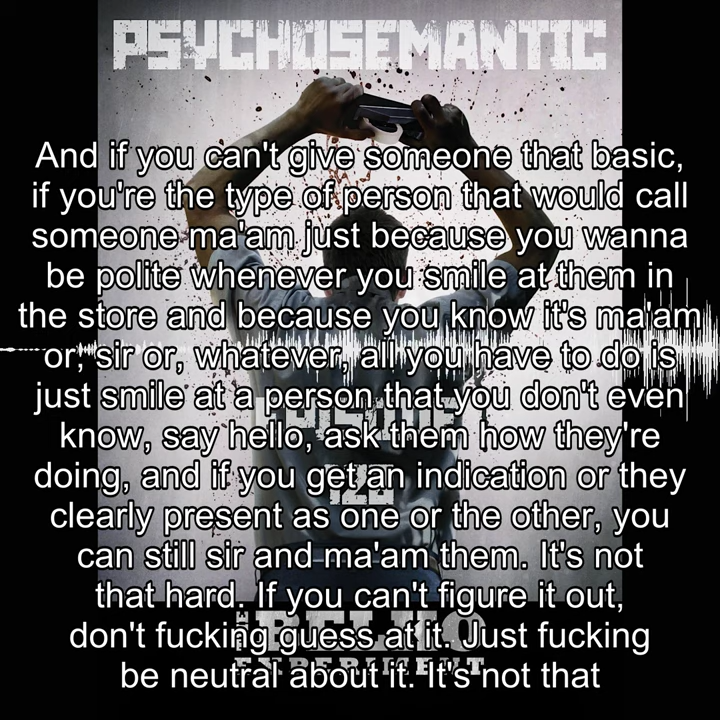 PSYCHOSEMANTIC
And if you can't give someone that basic,
if you're the type of person that would call
someone ma'am just because you wanna
be polite whenever you smile at them in
the store and because you know it's ma'am
or, sir or, whatever, all you have to do is
just smile at a person that you don't even
know, say hello, ask them how they're
doing, and if you get an indication or they
clearly present as one or the other, you
can still sir and ma'am them. It's not
that hard. If you can't figure it out,
don't fucking guess at it. Just fucking
be neutral about it. It's not that
EPISODE
120
THE BELKO
EXPERIMENT